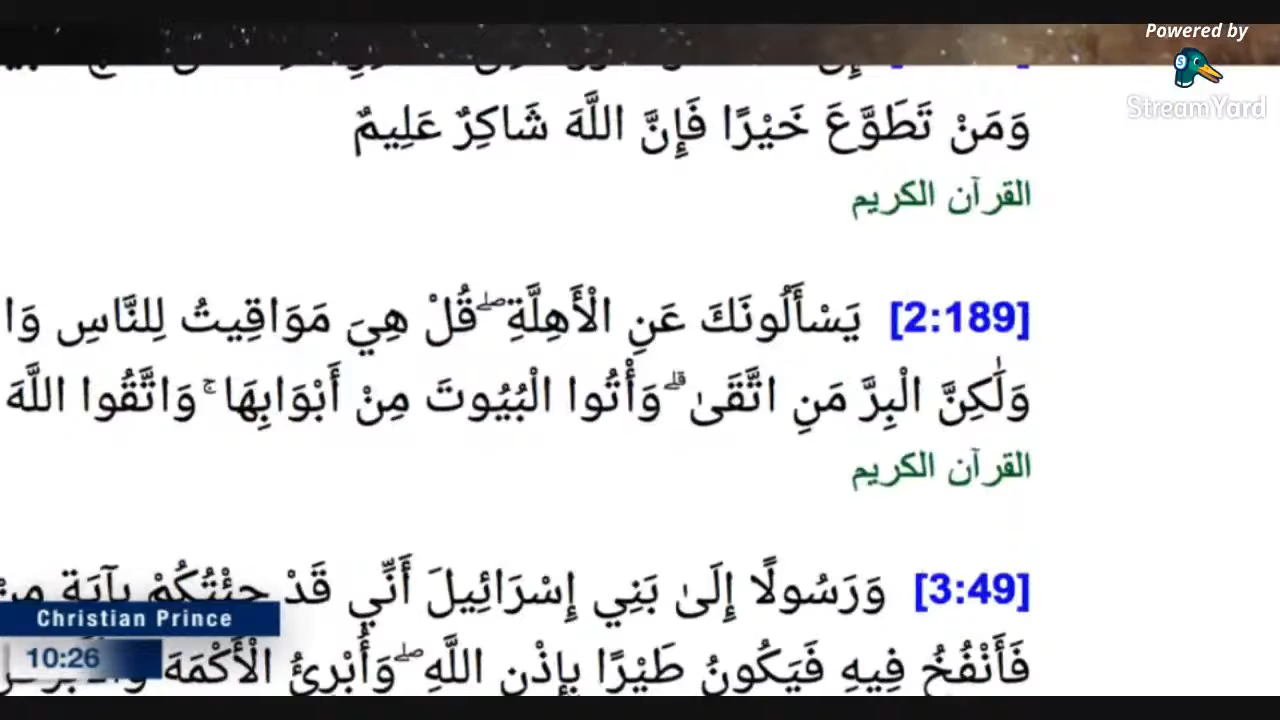 Powered by
StreamYard
وَمَنْ تَطَوَّعَ خَيْرًا فَإِنَّ اللَّهَ شَاكِرٌ عَلِيمٌ
القرآن الكريم
[2:189] يَسْأَلُونَكَ عَنِ الْأَهِلَّةِ ۖ قُلْ هِيَ مَوَاقِيتُ لِلنَّاسِ
وَلَٰكِنَّ الْبِرَّ مَنِ اتَّقَىٰ ۗ وَأْتُوا الْبُيُوتَ مِنْ أَبْوَابِهَا ۚ وَاتَّقُوا اللَّهَ
القرآن الكريم
[3:49] وَرَسُولًا إِلَىٰ بَنِي إِسْرَائِيلَ أَنِّي قَدْ جِئْتُكُمْ بِآيَةٍ
فَأَنْفُخُ فِيهِ فَيَكُونُ طَيْرًا بِإِذْنِ اللَّهِ ۖ وَأُبْرِئُ الْأَكْمَهَ
Christian Prince
10:26